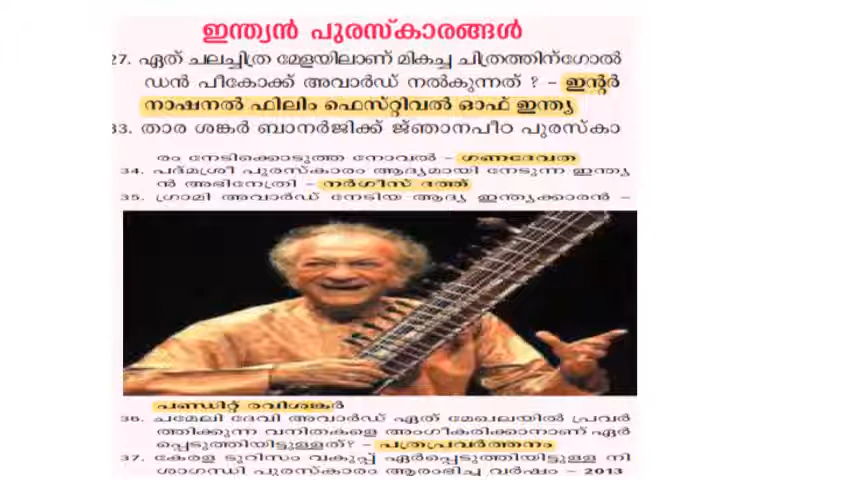 ഇന്ത്യൻ പുരസ്കാരങ്ങൾ
27. ഏത് ചലച്ചിത്ര മേളയിലാണ് മികച്ച ചിത്രത്തിന്ഗോൽ
ഡൻ പീകോക്ക് അവാർഡ് നൽകുന്നത് ? – ഇന്റർ
നാഷണൽ ഫിലിം ഫെസ്റ്റിവൽ ഓഫ് ഇന്ത്യ
33. താര ശങ്കർ ബാനർജിക്ക് ജ്ഞാനപീഠ പുരസ്കാ
രം നേടിക്കൊടുത്ത നോവൽ – ഗണദേവത
34. പദ്മശ്രീ പുരസ്കാരം ആദ്യമായി നേടുന്ന ഇന്ത്യ
ൻ അഭിനേത്രി – നർഗീസ് ദത്ത്
35. ഗ്രാമി അവാർഡ് നേടിയ ആദ്യ ഇന്ത്യക്കാരൻ –
പണ്ഡിറ്റ് രവിശങ്കർ
36. ചമേലി ദേവി അവാർഡ് ഏത് മേഖലയിൽ പ്രവർ
ത്തിക്കുന്ന വനിതകളെ അംഗീകരിക്കാനാണ് ഏർ
പ്പെടുത്തിയിട്ടുള്ളത്? – പത്രപ്രവർത്തനം
37. കേരള ടൂറിസം വകുപ്പ് ഏർപ്പെടുത്തിയിട്ടുള്ള നി
ശാഗന്ധി പുരസ്കാരം ആരംഭിച്ച വർഷം – 2013